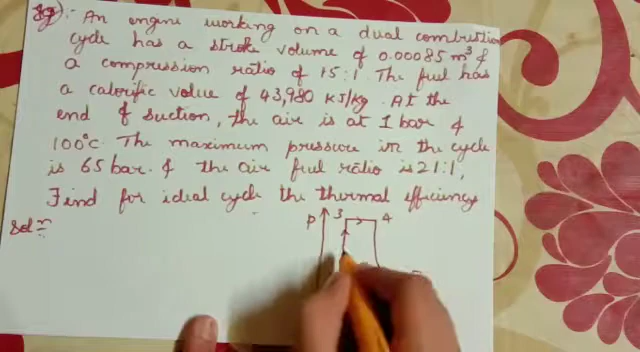 Eg):- An engine working on a dual combustion
cycle has a stroke volume of 0.00085 m³ &
a compression ratio of 15:1. The fuel has
a calorific value of 43,980 KJ/kg. At the
end of suction, the air is at 1 bar &
100°C. The maximum pressure in the cycle
is 65 bar. & the air fuel ratio is 21:1,
Find for ideal cycle the thermal efficiency
Solⁿ:
P 3 4